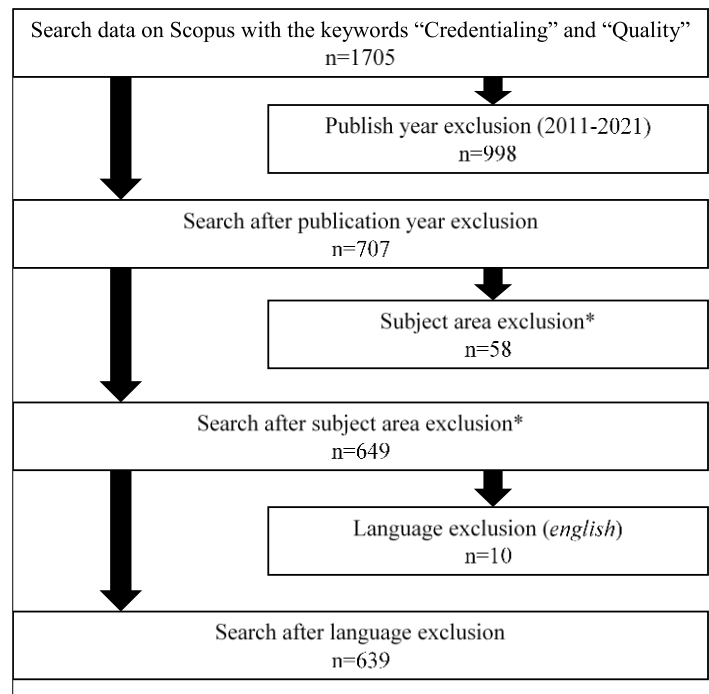 Search data on Scopus with the keywords “Credentialing” and “Quality”
n=1705
Publish year exclusion (2011-2021)
n=998
Search after publication year exclusion
n=707
Subject area exclusion*
n=58
Search after subject area exclusion*
n=649
Language exclusion (english)
n=10
Search after language exclusion
n=639